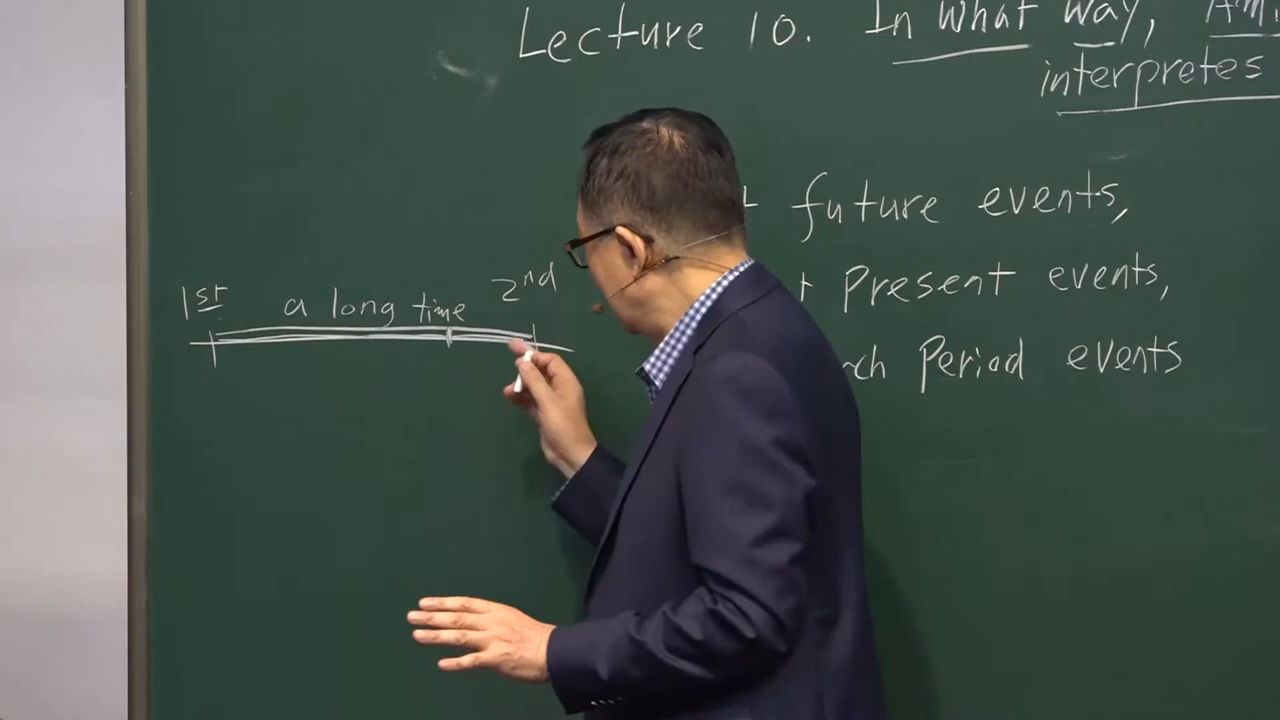 Lecture 10. In what way,
interpretes
future events,
Present events,
Period events
1st a long time 2nd